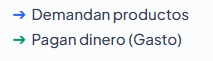 → Demandan productos
→ Pagan dinero (Gasto)